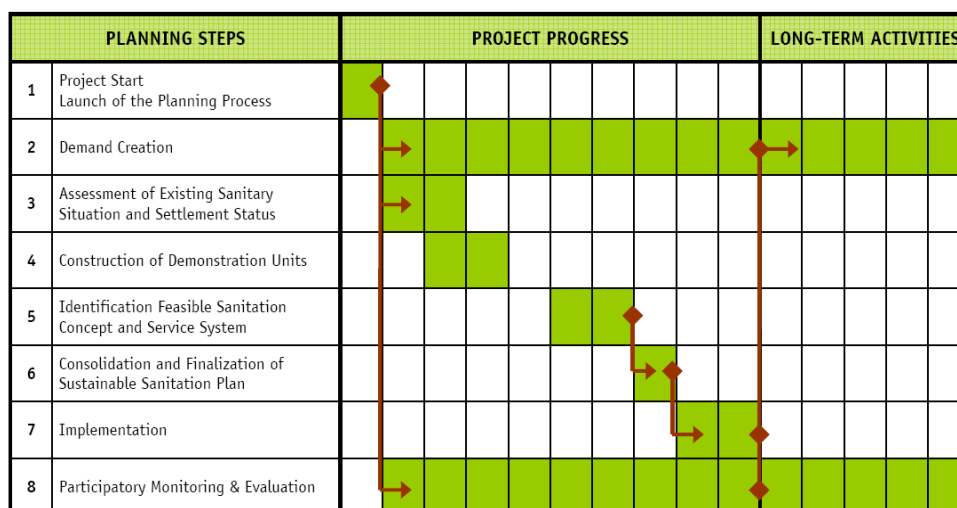 PLANNING STEPS
PROJECT PROGRESS
LONG-TERM ACTIVITIES
1
Project Start
Launch of the Planning Process
2
Demand Creation
3
Assessment of Existing Sanitary
Situation and Settlement Status
4
Construction of Demonstration Units
5
Identification Feasible Sanitation
Concept and Service System
6
Consolidation and Finalization of
Sustainable Sanitation Plan
7
Implementation
8
Participatory Monitoring & Evaluation